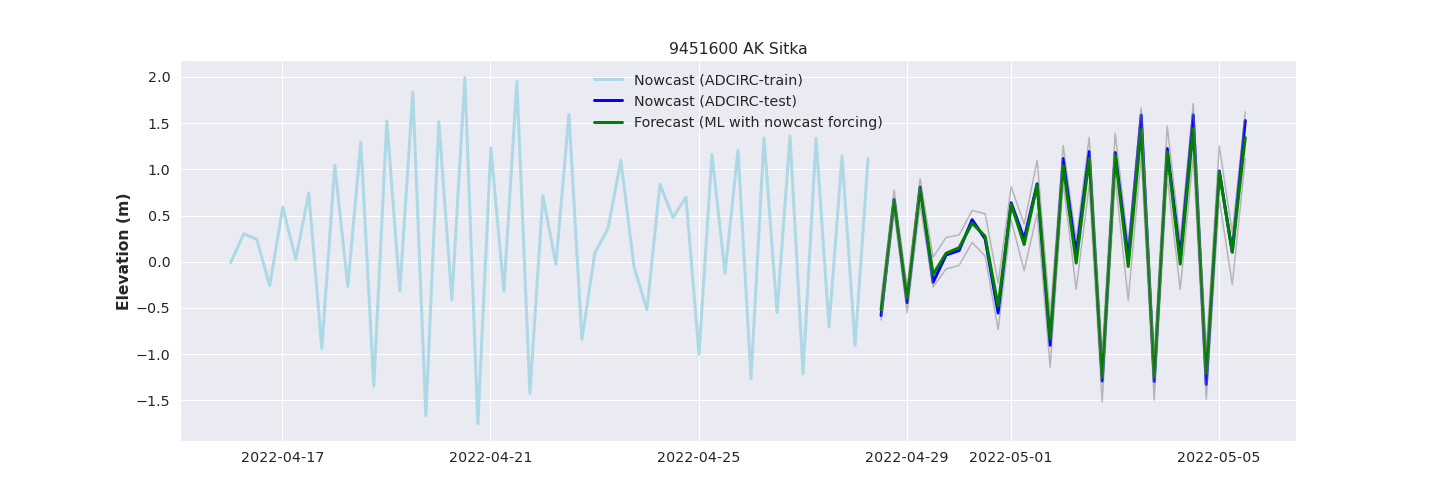 9451600 AK Sitka
Nowcast (ADCIRC-train)
Nowcast (ADCIRC-test)
Forecast (ML with nowcast forcing)
Elevation (m)
2.0
1.5
1.0
0.5
0.0
−0.5
−1.0
−1.5
2022-04-17 2022-04-21 2022-04-25 2022-04-29 2022-05-01 2022-05-05